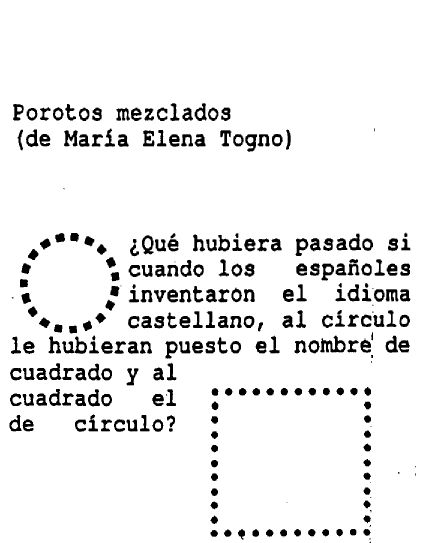 Porotos mezclados
(de María Elena Togno)
¿Qué hubiera pasado si
cuando los españoles
inventaron el idioma
castellano, al círculo
le hubieran puesto el nombre de
cuadrado y al
cuadrado el
de círculo?